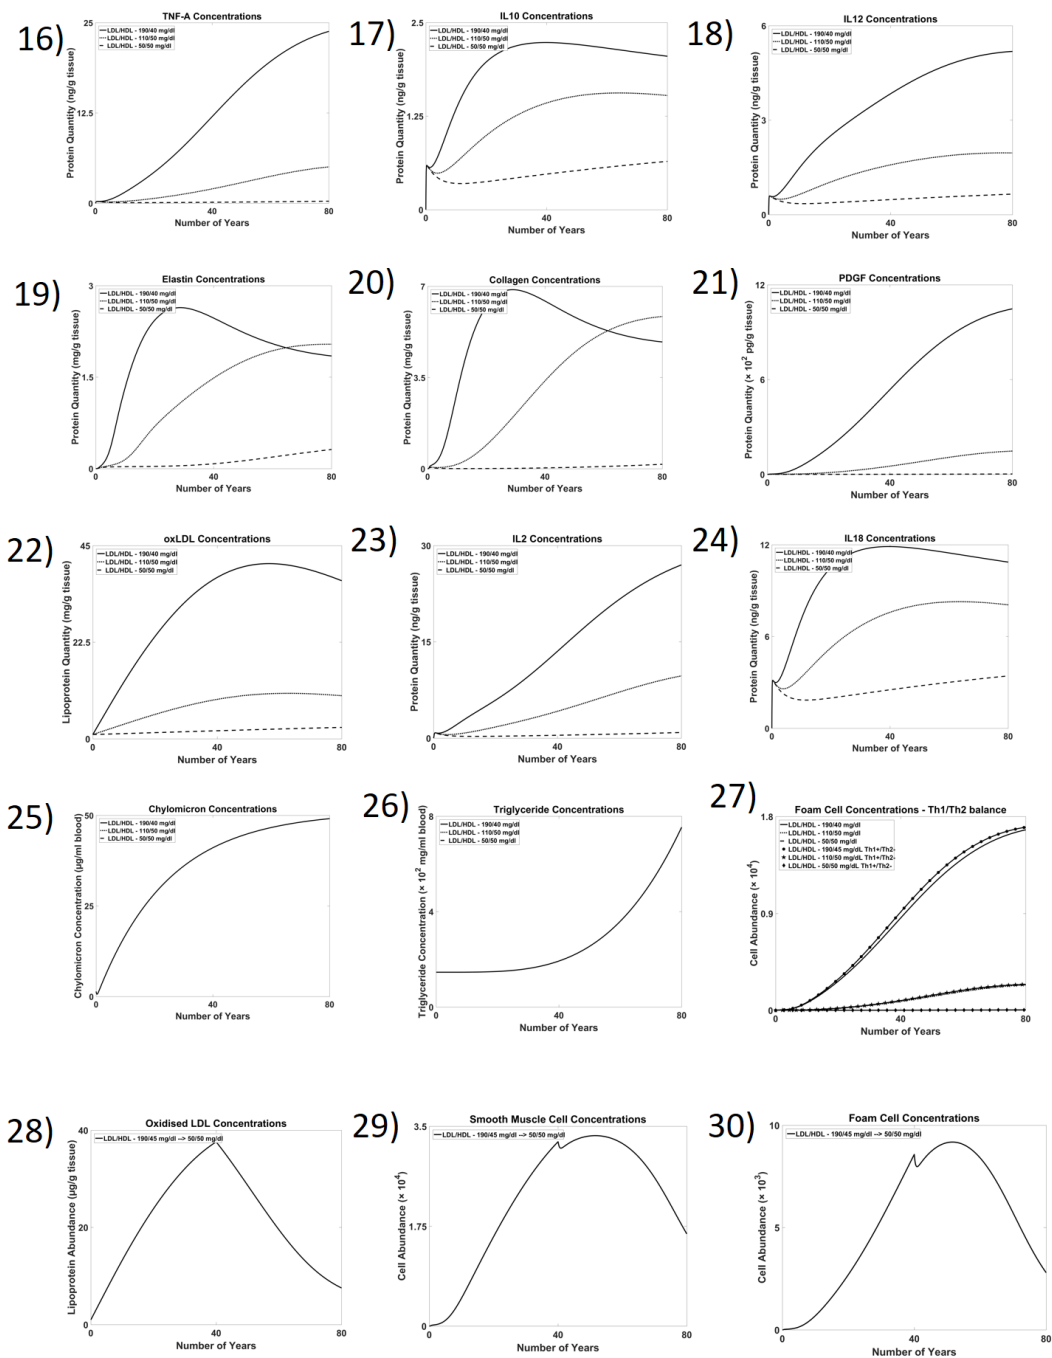 16)
TNF-A Concentrations
LDL/HDL - 190/40 mg/dl
LDL/HDL - 110/50 mg/dl
LDL/HDL - 50/50 mg/dl
Protein Quantity (ng/g tissue)
25
12.5
0
0
40
80
Number of Years
17)
IL10 Concentrations
LDL/HDL - 190/40 mg/dl
LDL/HDL - 110/50 mg/dl
LDL/HDL - 50/50 mg/dl
Protein Quantity (ng/g tissue)
2.5
1.25
0
0
40
80
Number of Years
18)
IL12 Concentrations
LDL/HDL - 190/40 mg/dl
LDL/HDL - 110/50 mg/dl
LDL/HDL - 50/50 mg/dl
Protein Quantity (ng/g tissue)
6
3
0
0
40
80
Number of Years
19)
Elastin Concentrations
LDL/HDL - 190/40 mg/dl
LDL/HDL - 110/50 mg/dl
LDL/HDL - 50/50 mg/dl
Protein Quantity (mg/g tissue)
3
1.5
0
0
40
80
Number of Years
20)
Collagen Concentrations
LDL/HDL - 190/40 mg/dl
LDL/HDL - 110/50 mg/dl
LDL/HDL - 50/50 mg/dl
Protein Quantity (mg/g tissue)
7
3.5
0
0
40
80
Number of Years
21)
PDGF Concentrations
LDL/HDL - 190/40 mg/dl
LDL/HDL - 110/50 mg/dl
LDL/HDL - 50/50 mg/dl
Protein Quantity (× 10² pg/g tissue)
12
6
0
0
40
80
Number of Years
22)
oxLDL Concentrations
LDL/HDL - 190/40 mg/dl
LDL/HDL - 110/50 mg/dl
LDL/HDL - 50/50 mg/dl
Lipoprotein Quantity (mg/g tissue)
45
22.5
0
0
40
80
Number of Years
23)
IL2 Concentrations
LDL/HDL - 190/40 mg/dl
LDL/HDL - 110/50 mg/dl
LDL/HDL - 50/50 mg/dl
Protein Quantity (ng/g tissue)
30
15
0
0
40
80
Number of Years
24)
IL18 Concentrations
LDL/HDL - 190/40 mg/dl
LDL/HDL - 110/50 mg/dl
LDL/HDL - 50/50 mg/dl
Protein Quantity (ng/g tissue)
12
6
0
0
40
80
Number of Years
25)
Chylomicron Concentrations
LDL/HDL - 190/40 mg/dl
LDL/HDL - 110/50 mg/dl
LDL/HDL - 50/50 mg/dl
Chylomicron Concentration (µg/ml blood)
50
25
0
0
40
80
Number of Years
26)
Triglyceride Concentrations
LDL/HDL - 190/40 mg/dl
LDL/HDL - 110/50 mg/dl
LDL/HDL - 50/50 mg/dl
Triglyceride Concentration (× 10² mg/ml blood)
8
4
0
0
40
80
Number of Years
27)
Foam Cell Concentrations - Th1/Th2 balance
LDL/HDL - 190/40 mg/dl
LDL/HDL - 110/50 mg/dl
LDL/HDL - 50/50 mg/dl
LDL/HDL - 190/45 mg/dL Th1+/Th2-
LDL/HDL - 110/50 mg/dL Th1+/Th2-
LDL/HDL - 50/50 mg/dL Th1+/Th2-
Cell Abundance (× 10⁴)
1.8
0.9
0
0
40
80
Number of Years
28)
Oxidised LDL Concentrations
LDL/HDL - 190/45 mg/dl --> 50/50 mg/dl
Lipoprotein Abundance (µg/g tissue)
40
20
0
0
40
80
Number of Years
29)
Smooth Muscle Cell Concentrations
LDL/HDL - 190/45 mg/dl --> 50/50 mg/dl
Cell Abundance (× 10⁴)
3.5
1.75
0
0
40
80
Number of Years
30)
Foam Cell Concentrations
LDL/HDL - 190/45 mg/dl --> 50/50 mg/dl
Cell Abundance (× 10³)
10
5
0
0
40
80
Number of Years